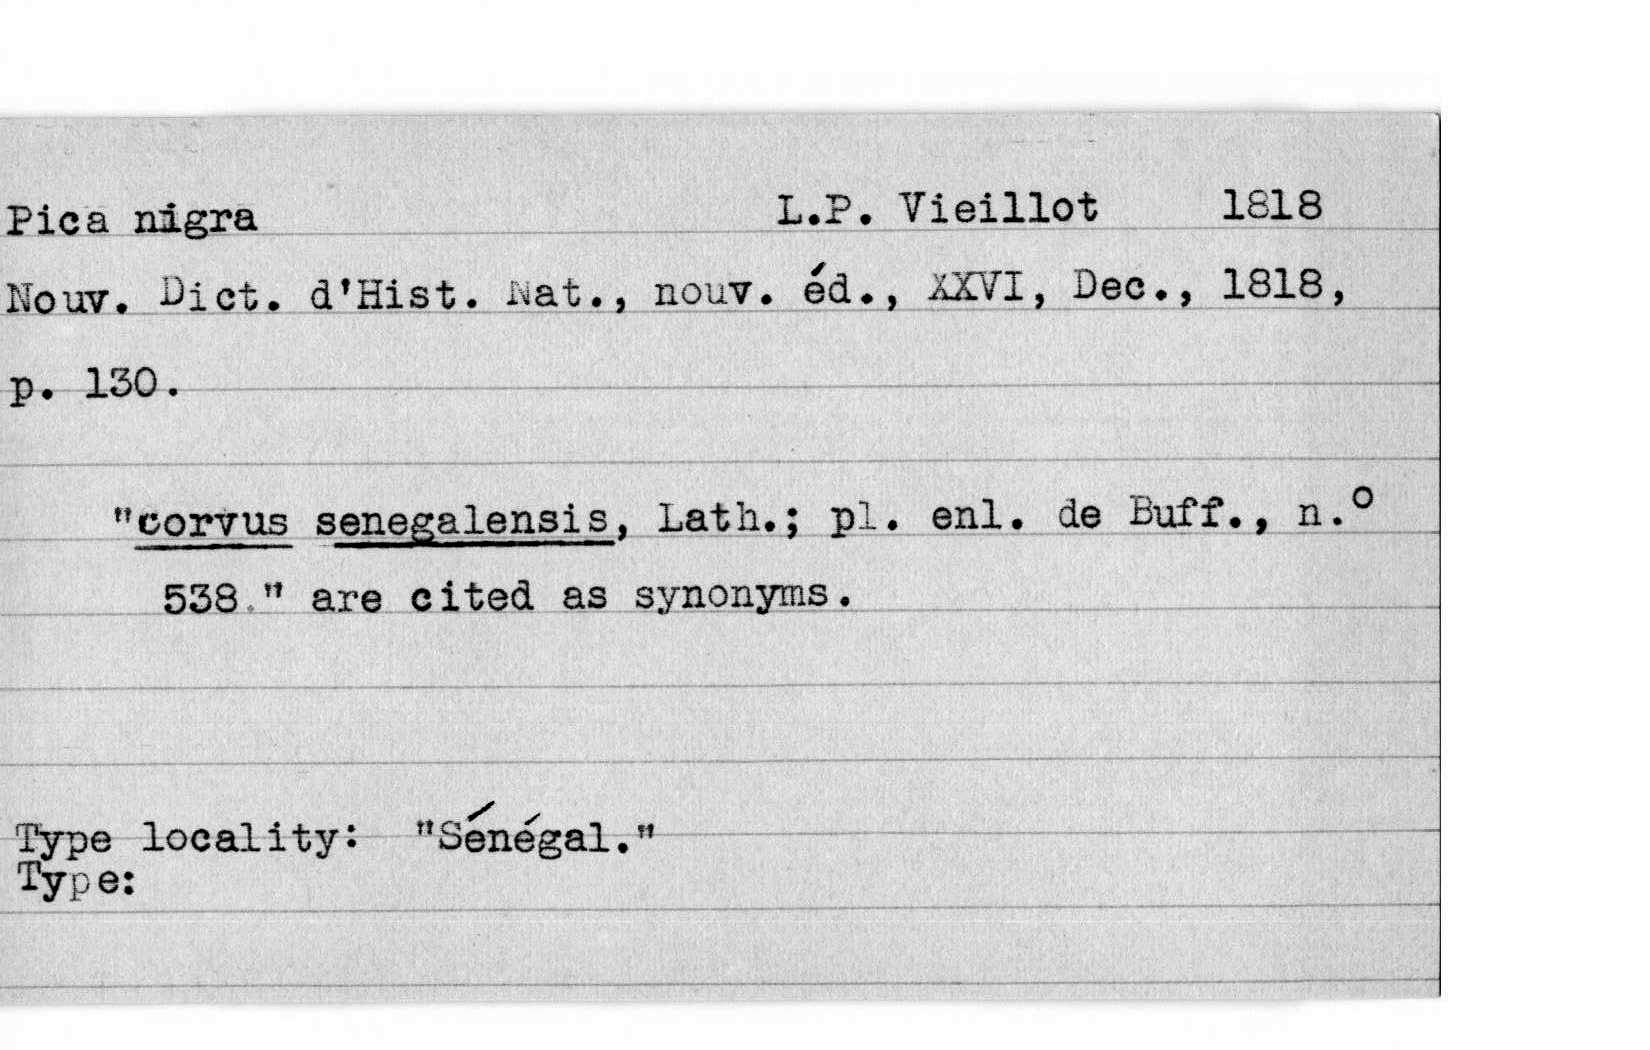 Pica nigra L.P. Vieillot 1818
Nouv. Dict. d'Hist. Nat., nouv. éd., XXVI, Dec., 1818,
p. 130.
"corvus senegalensis, Lath.; pl. enl. de Buff., n.º
538." are cited as synonyms.
Type locality: "Sénégal."
Type: